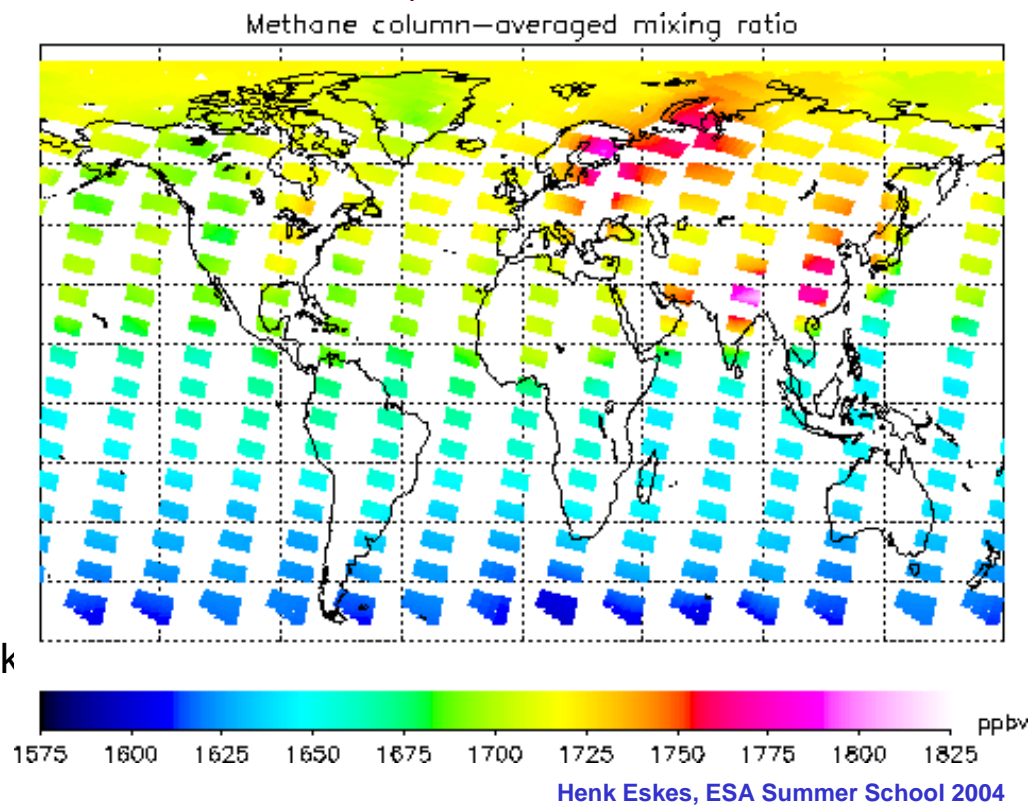 Methane column–averaged mixing ratio
k
ppbv
1575 1600 1625 1650 1675 1700 1725 1750 1775 1800 1825
Henk Eskes, ESA Summer School 2004